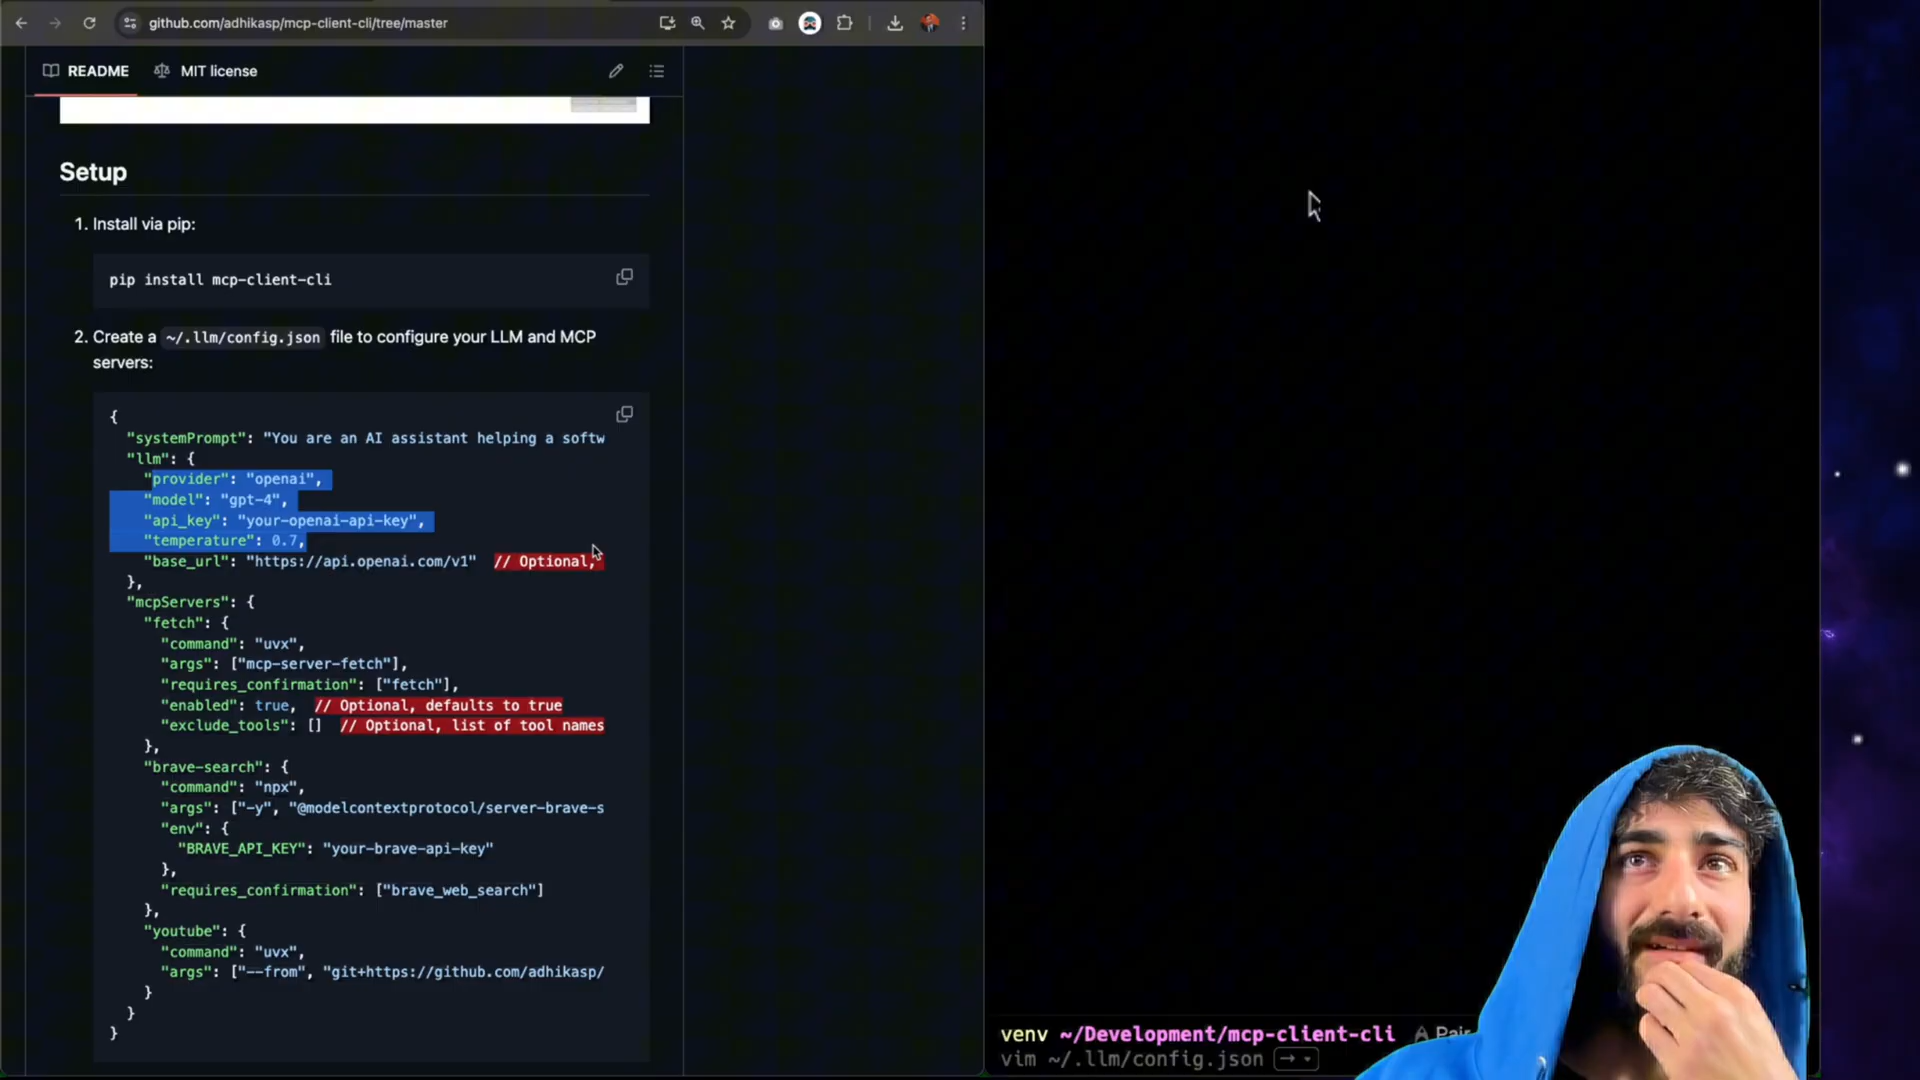 github.com/adhikasp/mcp-client-cli/tree/master
README
MIT license
Setup
1. Install via pip:
pip install mcp-client-cli
2. Create a ~/.llm/config.json file to configure your LLM and MCP
servers:
{
"systemPrompt": "You are an AI assistant helping a softw
"llm": {
"provider": "openai",
"model": "gpt-4",
"api_key": "your-openai-api-key",
"temperature": 0.7,
"base_url": "https://api.openai.com/v1" // Optional,
},
"mcpServers": {
"fetch": {
"command": "uvx",
"args": ["mcp-server-fetch"],
"requires_confirmation": ["fetch"],
"enabled": true, // Optional, defaults to true
"exclude_tools": [] // Optional, list of tool names
},
"brave-search": {
"command": "npx",
"args": ["-y", "@modelcontextprotocol/server-brave-s
"env": {
"BRAVE_API_KEY": "your-brave-api-key"
},
"requires_confirmation": ["brave_web_search"]
},
"youtube": {
"command": "uvx",
"args": ["--from", "git+https://github.com/adhikasp/
}
}
}
venv ~/Development/mcp-client-cli Pair
vim ~/.llm/config.json